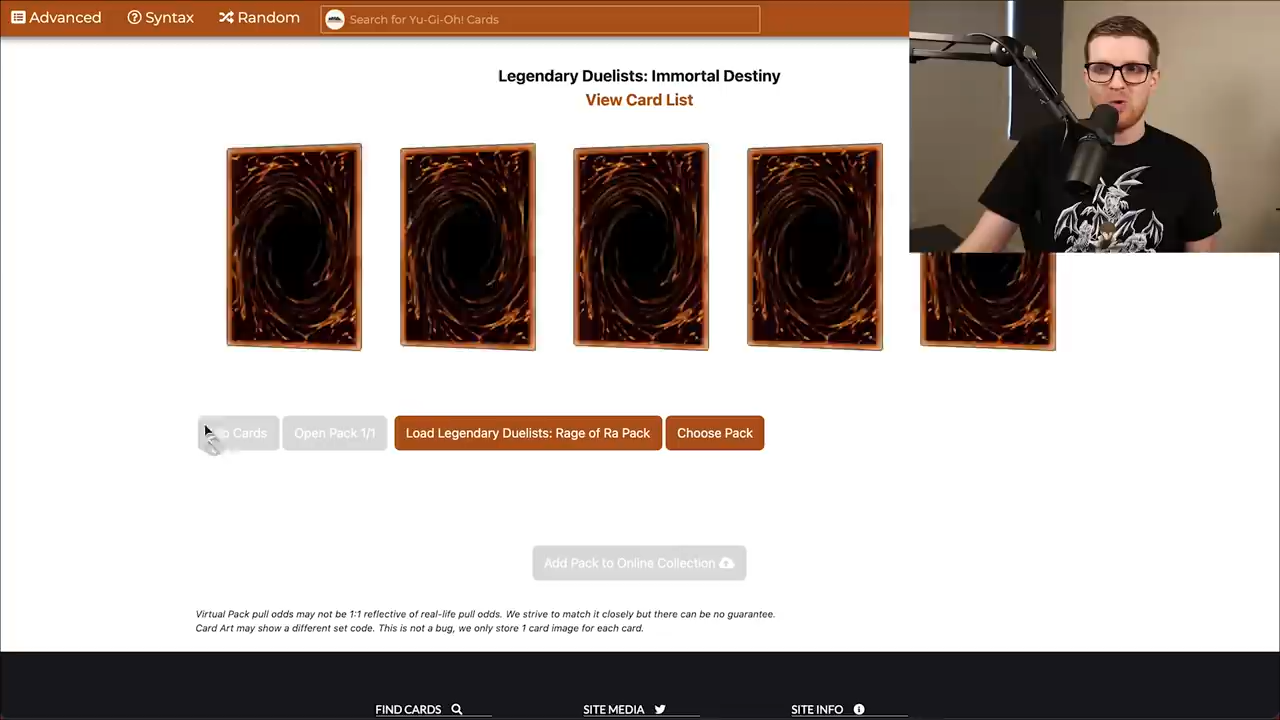 Advanced
Syntax
Random
Search for Yu-Gi-Oh! Cards
Legendary Duelists: Immortal Destiny
View Card List
Cards
Open Pack 1/1
Load Legendary Duelists: Rage of Ra Pack
Choose Pack
Add Pack to Online Collection
Virtual Pack pull odds may not be 1:1 reflective of real-life pull odds. We strive to match it closely but there can be no guarantee.
Card Art may show a different set code. This is not a bug, we only store 1 card image for each card.
FIND CARDS
SITE MEDIA
SITE INFO